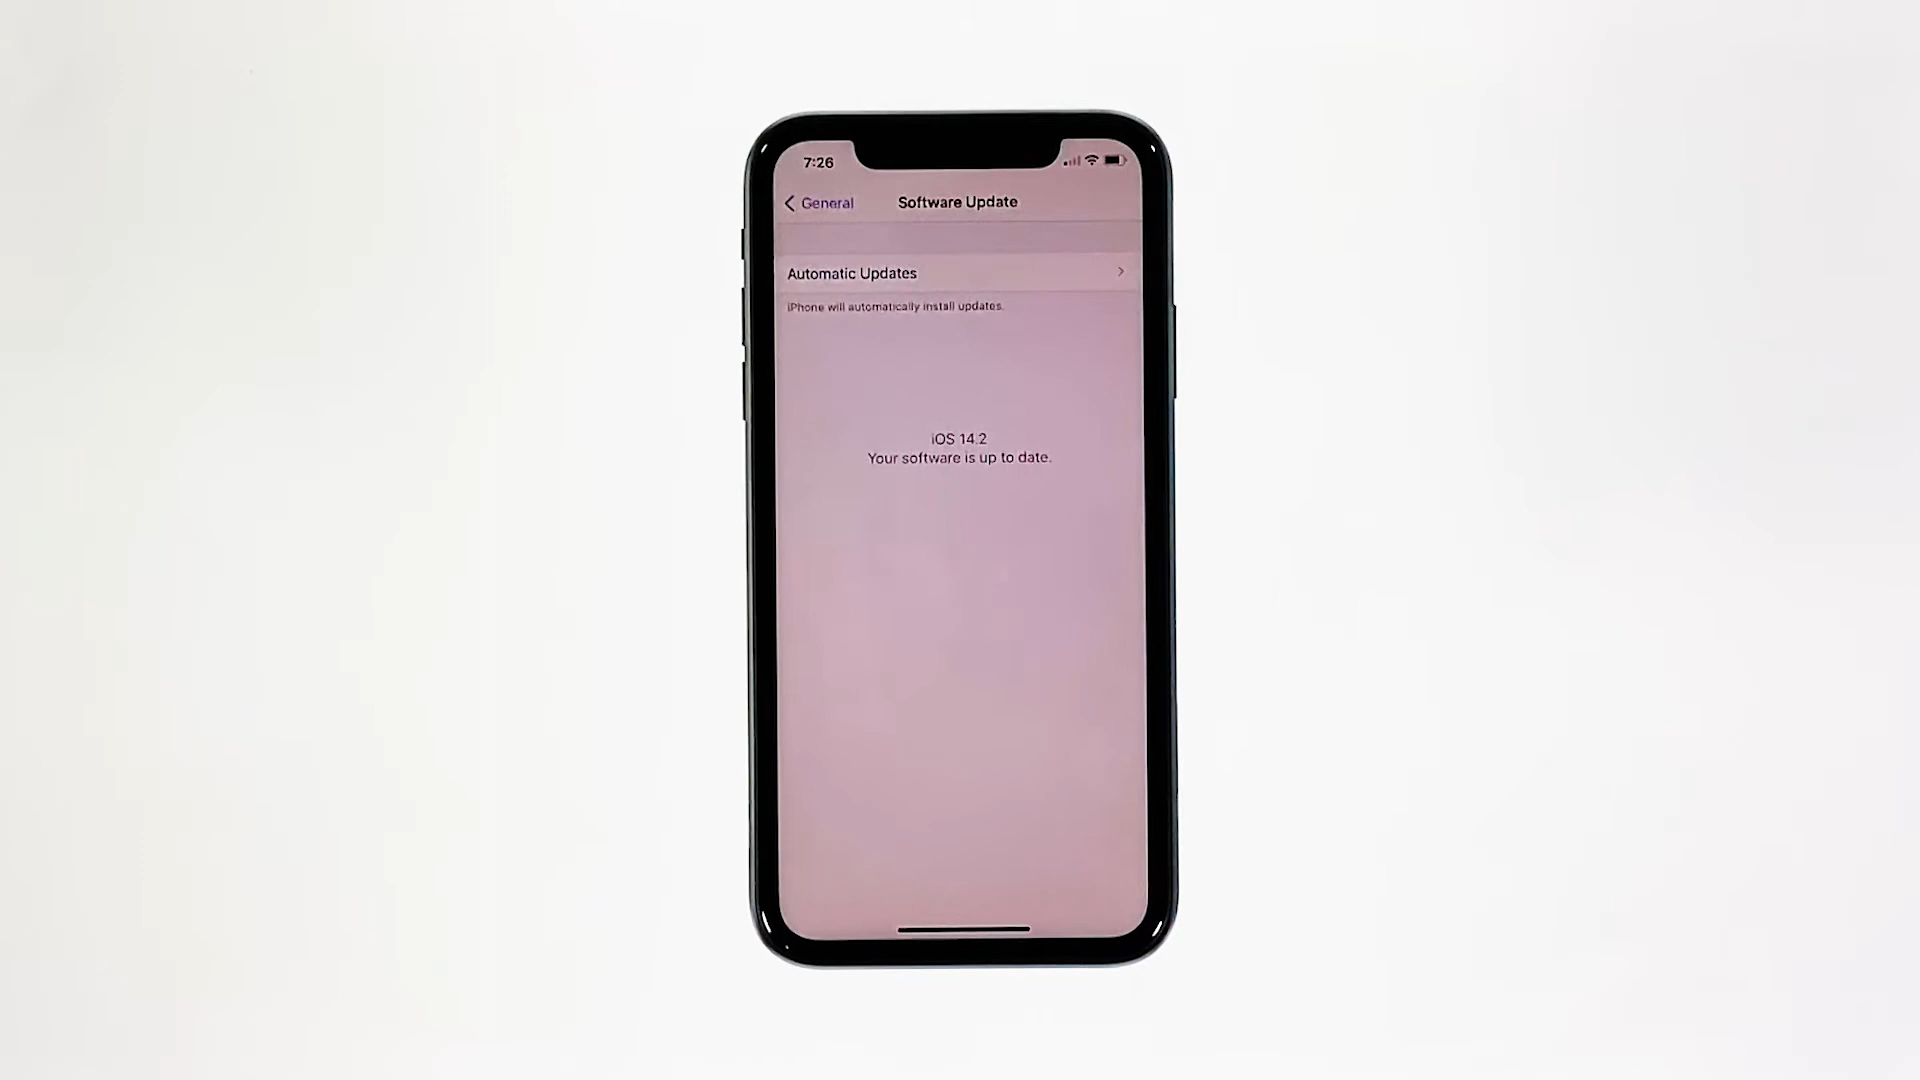 7:26
General
Software Update
Automatic Updates
iPhone will automatically install updates.
iOS 14.2
Your software is up to date.